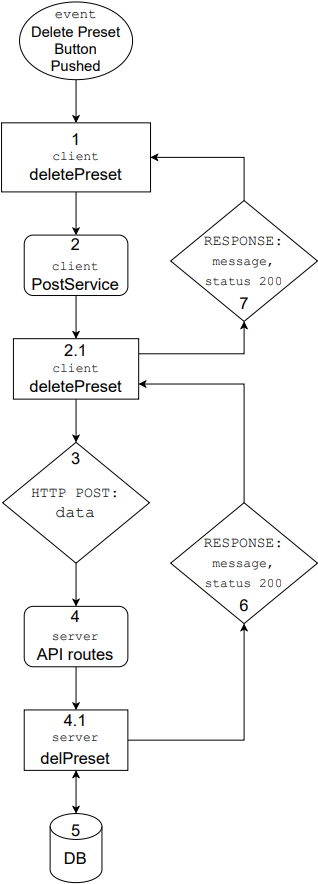 event
Delete Preset
Button
Pushed
1
client
deletePreset
2
client
PostService
RESPONSE:
message,
status 200
7
2.1
client
deletePreset
3
HTTP POST:
data
RESPONSE:
message,
status 200
6
4
server
API routes
4.1
server
delPreset
5
DB